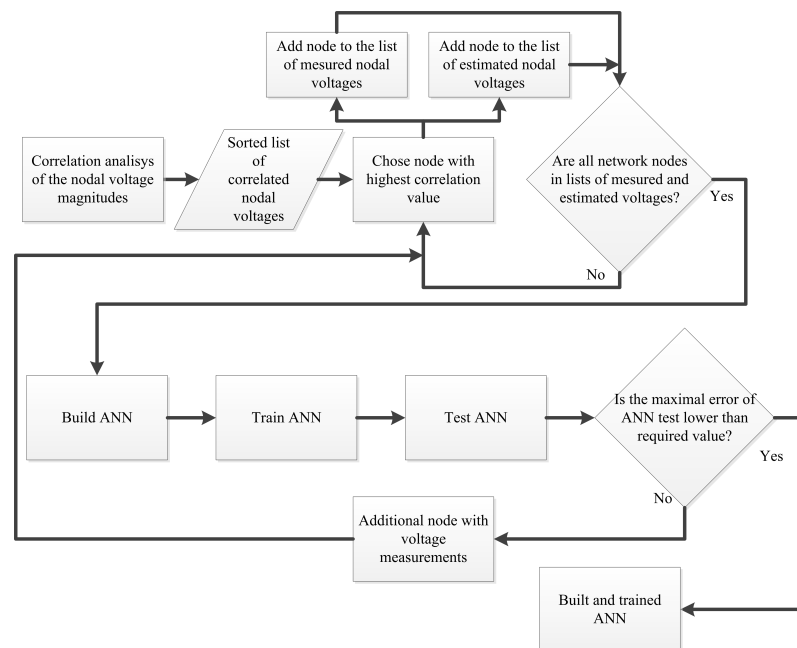 Add node to the list
of mesured nodal
voltages
Add node to the list
of estimated nodal
voltages
Correlation analisys
of the nodal voltage
magnitudes
Sorted list
of
correlated
nodal
voltages
Chose node with
highest correlation
value
Are all network nodes
in lists of mesured and
estimated voltages?
Yes
No
Build ANN
Train ANN
Test ANN
Is the maximal error of
ANN test lower than
required value?
Yes
No
Additional node with
voltage
measurements
Built and trained
ANN